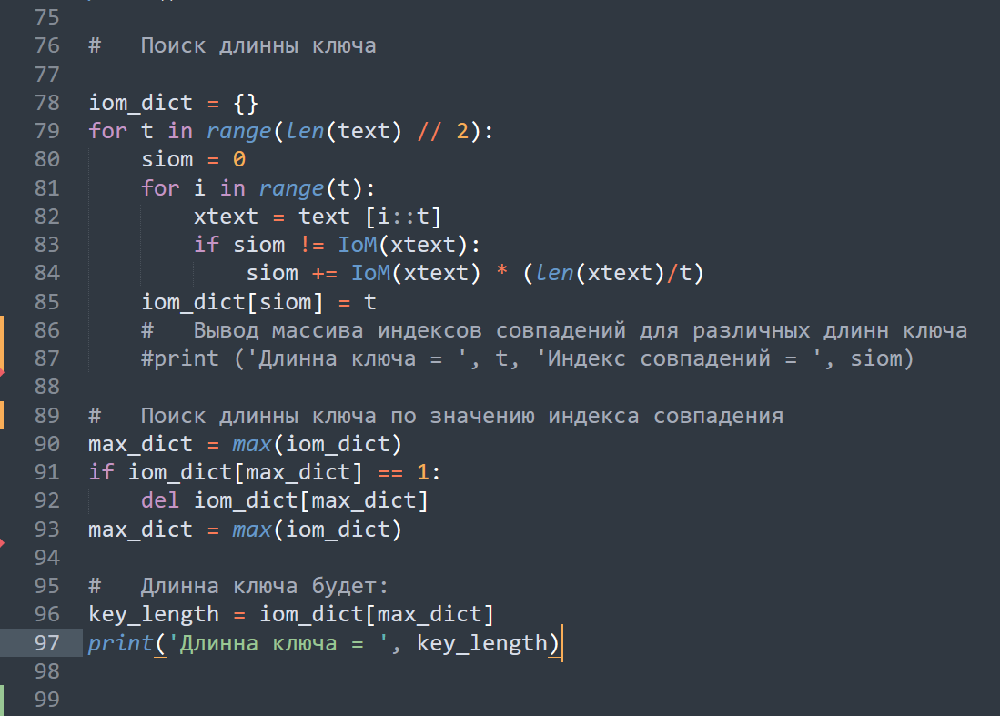 75
76 #   Поиск длинны ключа
77
78 iom_dict = {}
79 for t in range(len(text) // 2):
80     siom = 0
81     for i in range(t):
82         xtext = text [i::t]
83         if siom != IoM(xtext):
84             siom += IoM(xtext) * (len(xtext)/t)
85     iom_dict[siom] = t
86     #   Вывод массива индексов совпадений для различных длинн ключа
87     #print ('Длинна ключа = ', t, 'Индекс совпадений = ', siom)
88
89 #   Поиск длинны ключа по значению индекса совпадения
90 max_dict = max(iom_dict)
91 if iom_dict[max_dict] == 1:
92     del iom_dict[max_dict]
93 max_dict = max(iom_dict)
94
95 #   Длинна ключа будет:
96 key_length = iom_dict[max_dict]
97 print('Длинна ключа = ', key_length)
98
99